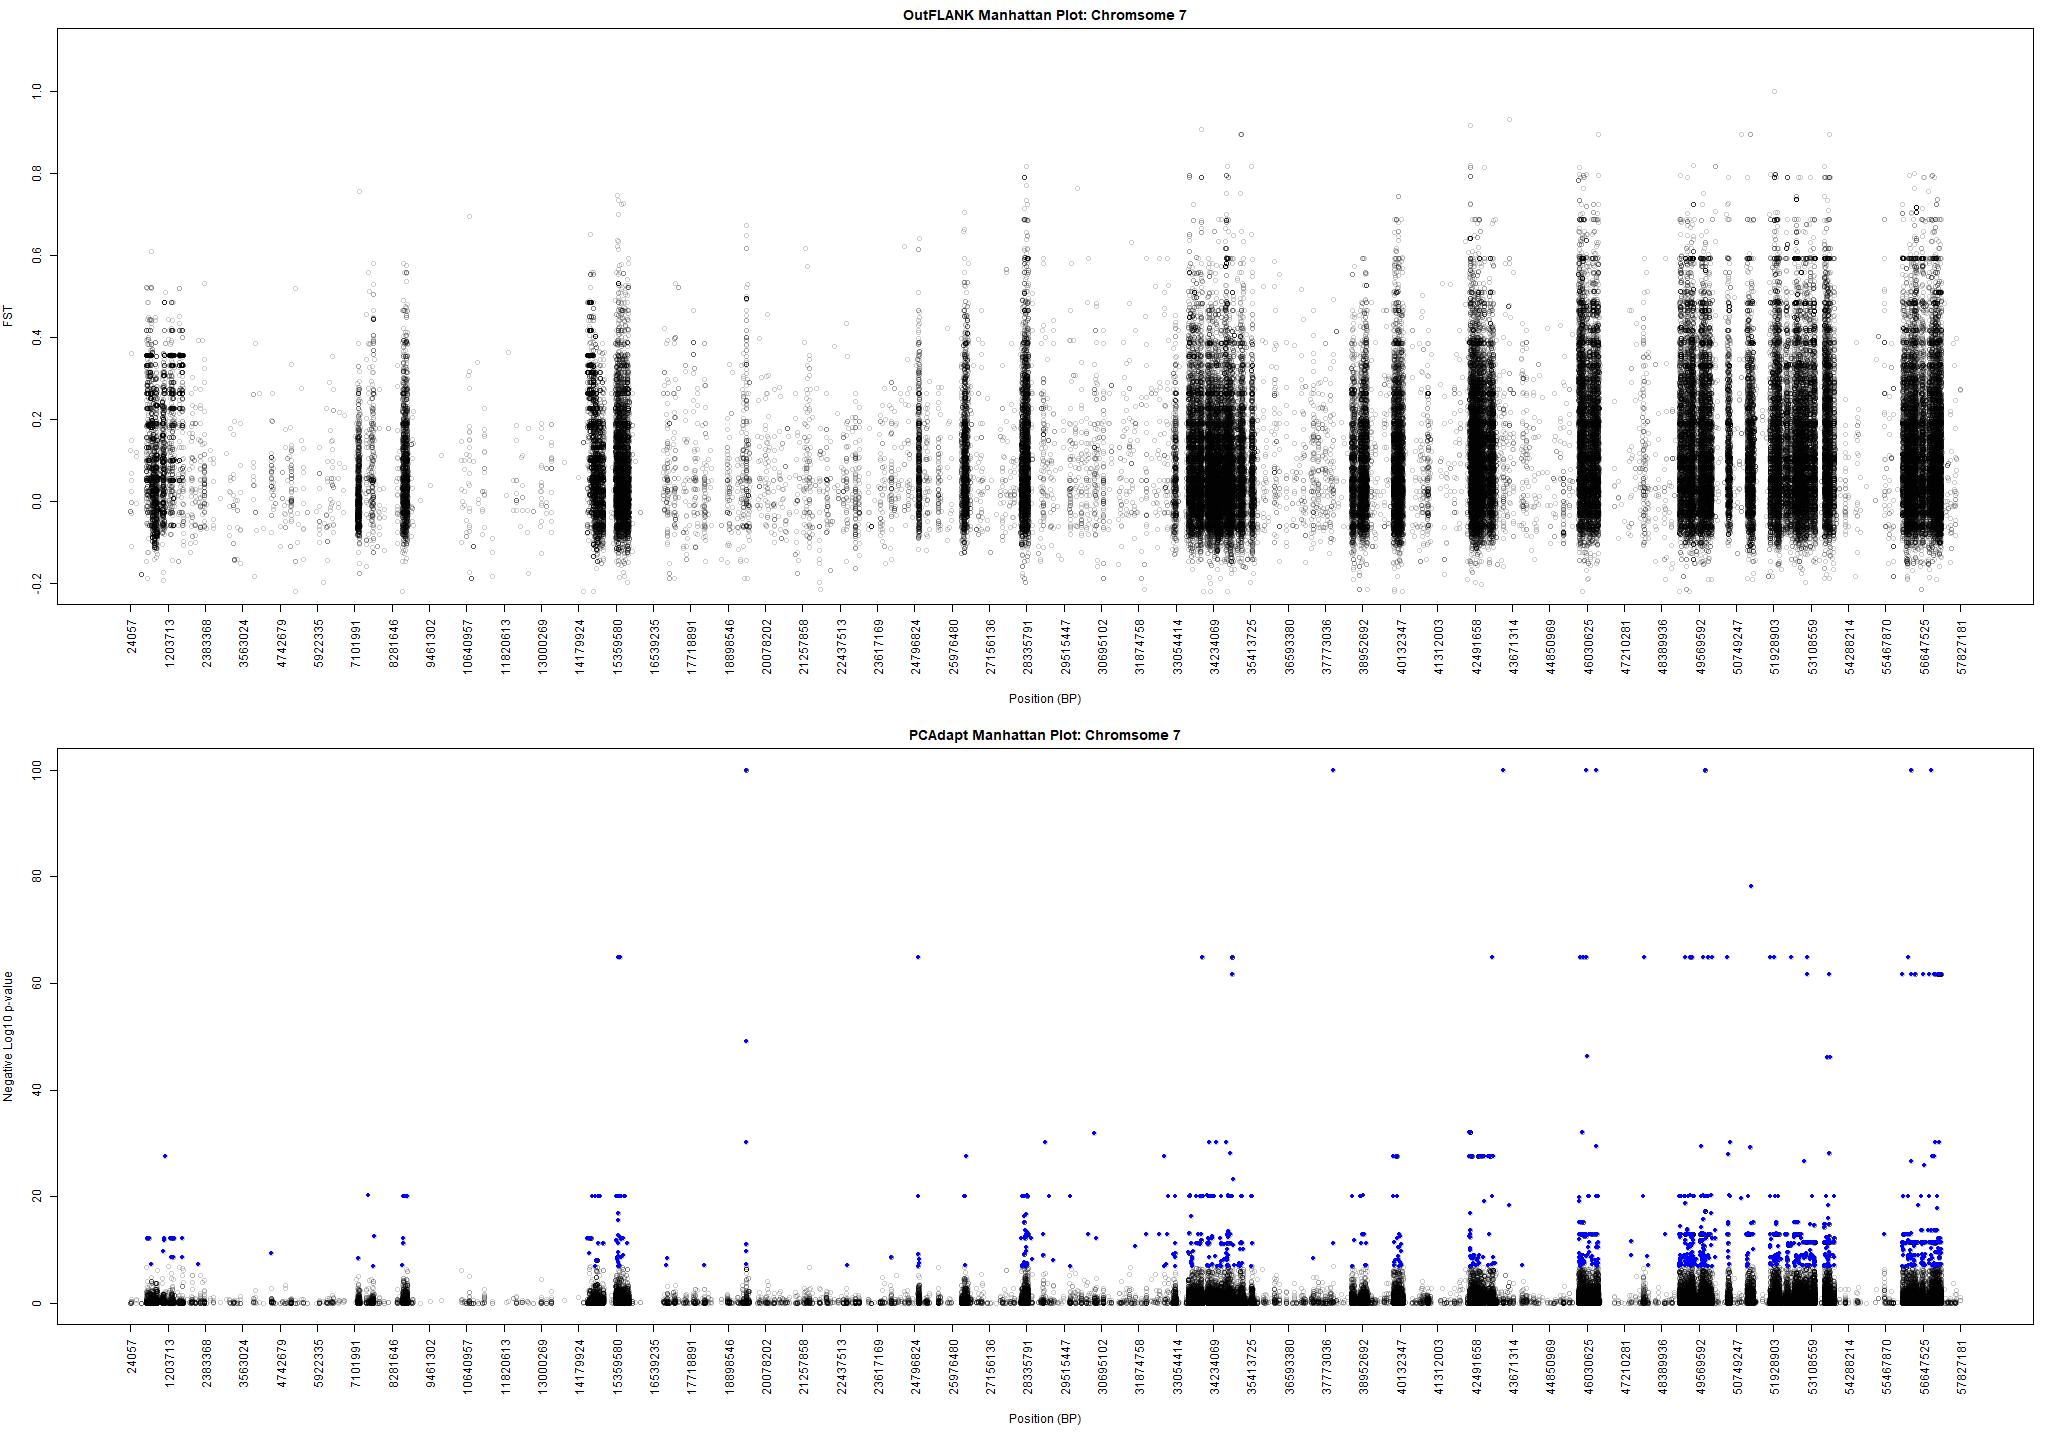 OutFLANK Manhattan Plot: Chromsome 7
FST
1.0
0.8
0.6
0.4
0.2
0.0
-0.2
24057 1203713 2383368 3563024 4742679 5922335 7101991 8281646 9461302 10640957 11820613 13000269 14179924 15359580 16539235 17718891 18898546 20078202 21257858 22437513 23617169 24796824 25976480 27156136 28335791 29515447 30695102 31874758 33054414 34234069 35413725 36593380 37773036 38952692 40132347 41312003 42491658 43671314 44850969 46030625 47210281 48389936 49569592 50749247 51928903 53108559 54288214 55467870 56647525 57827181
Position (BP)
PCAdapt Manhattan Plot: Chromsome 7
Negative Log10 p-value
100
80
60
40
20
0
24057 1203713 2383368 3563024 4742679 5922335 7101991 8281646 9461302 10640957 11820613 13000269 14179924 15359580 16539235 17718891 18898546 20078202 21257858 22437513 23617169 24796824 25976480 27156136 28335791 29515447 30695102 31874758 33054414 34234069 35413725 36593380 37773036 38952692 40132347 41312003 42491658 43671314 44850969 46030625 47210281 48389936 49569592 50749247 51928903 53108559 54288214 55467870 56647525 57827181
Position (BP)